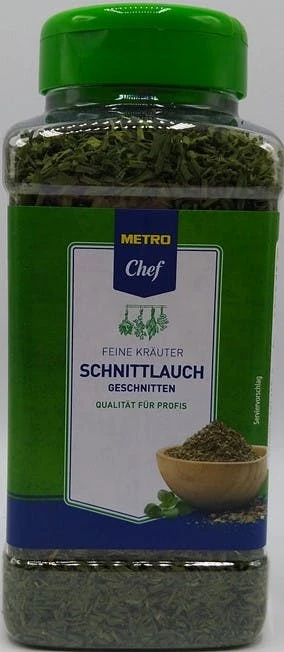 METRO
Chef
FEINE KRÄUTER
SCHNITTLAUCH
GESCHNITTEN
QUALITÄT FÜR PROFIS
Serviervorschlag